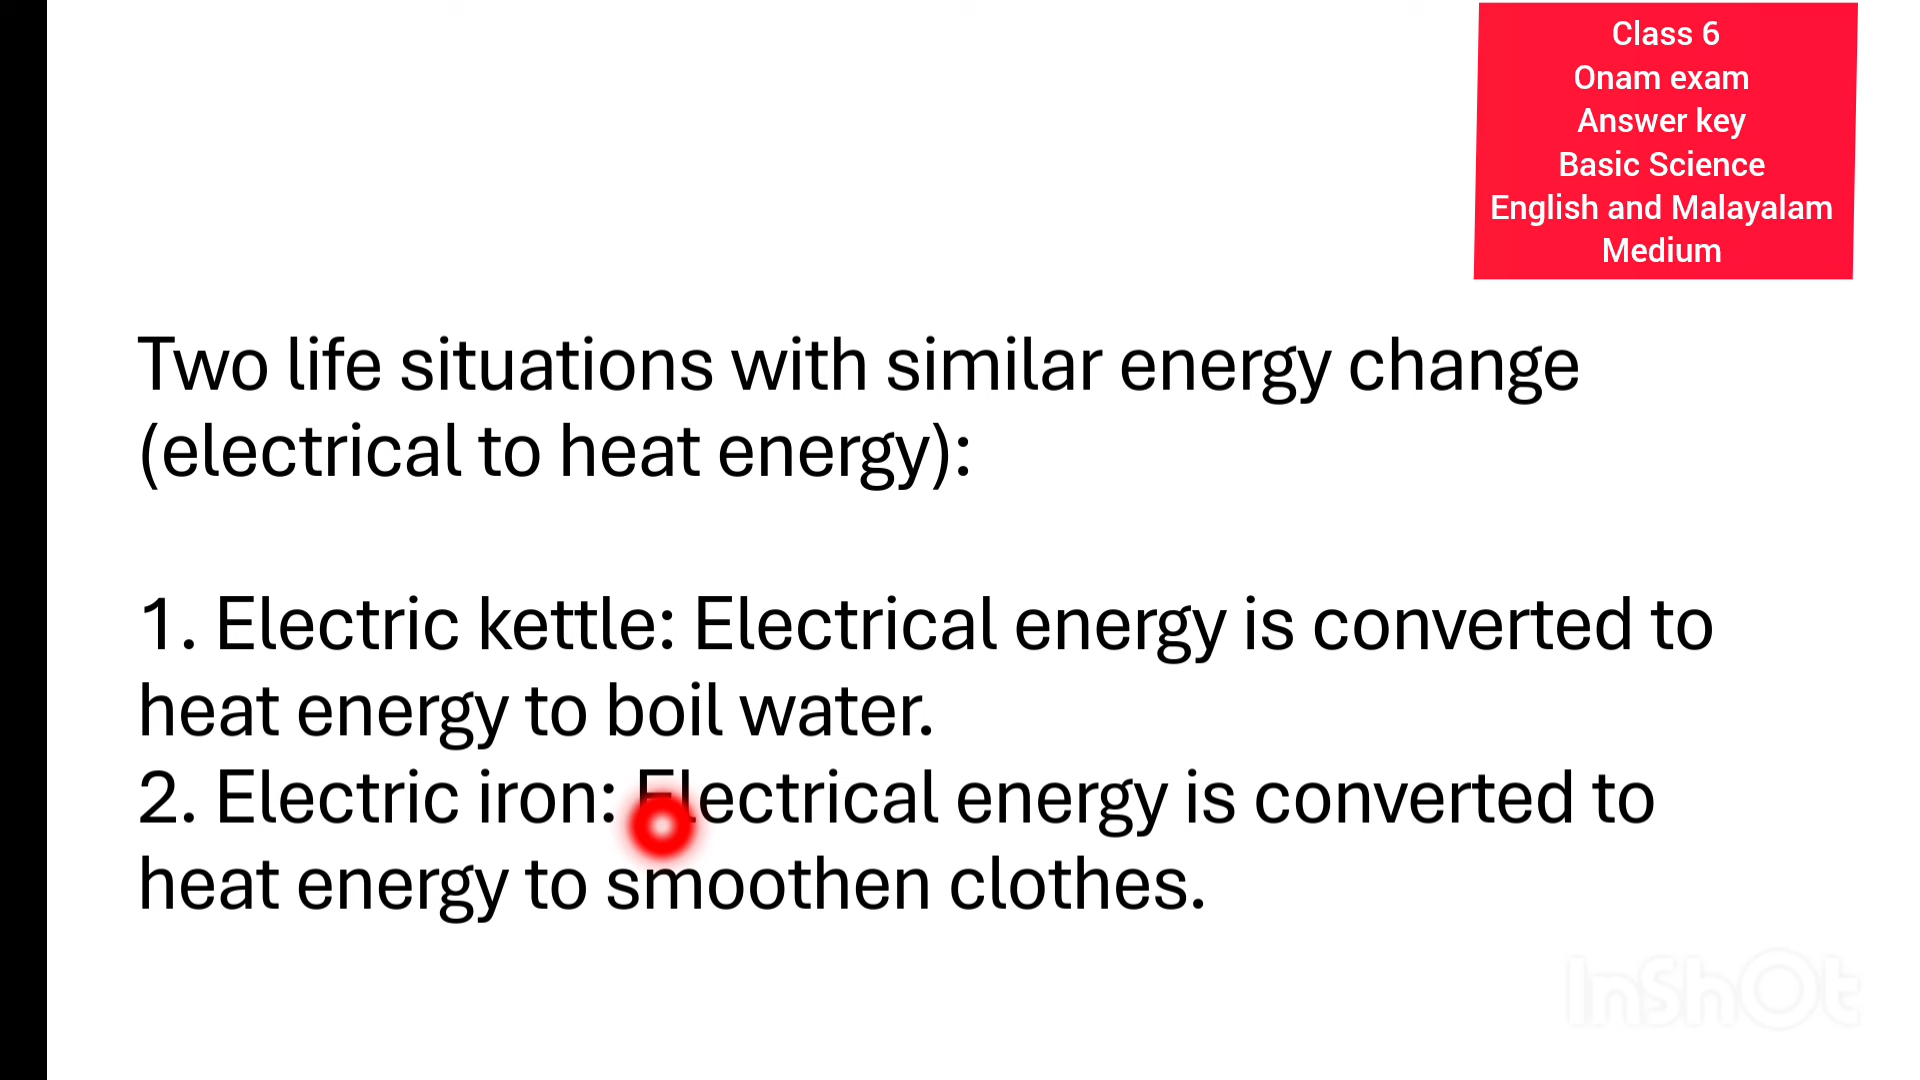 Class 6
Onam exam
Answer key
Basic Science
English and Malayalam
Medium
Two life situations with similar energy change
(electrical to heat energy):
1. Electric kettle: Electrical energy is converted to
heat energy to boil water.
2. Electric iron: Electrical energy is converted to
heat energy to smoothen clothes.
InShOt